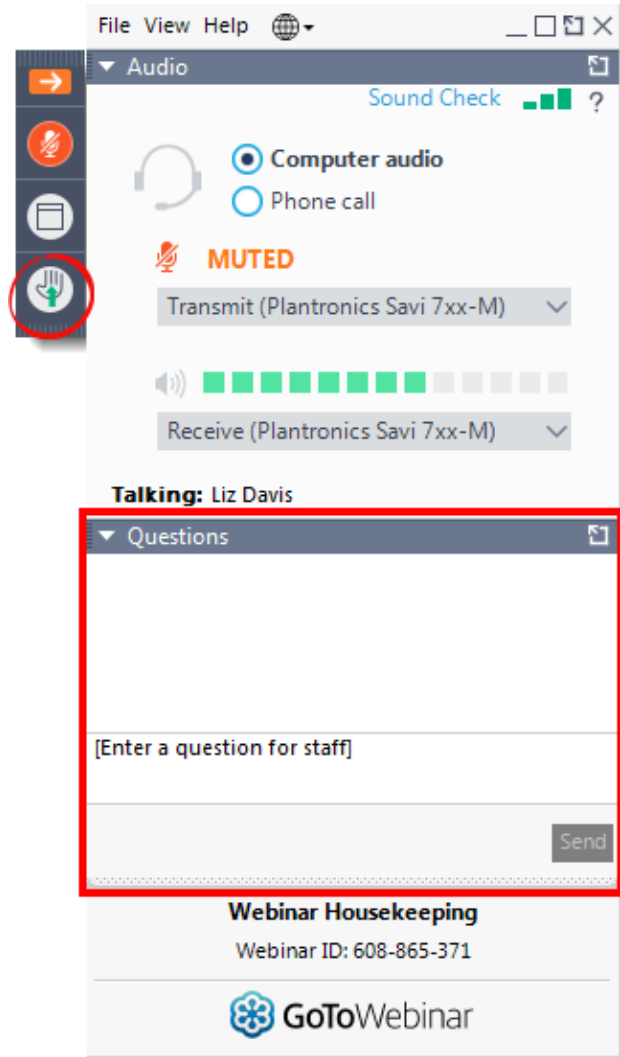 File View Help
Audio
Sound Check ?
Computer audio
Phone call
MUTED
Transmit (Plantronics Savi 7xx-M)
Receive (Plantronics Savi 7xx-M)
Talking: Liz Davis
Questions
[Enter a question for staff]
Send
Webinar Housekeeping
Webinar ID: 608-865-371
GoToWebinar